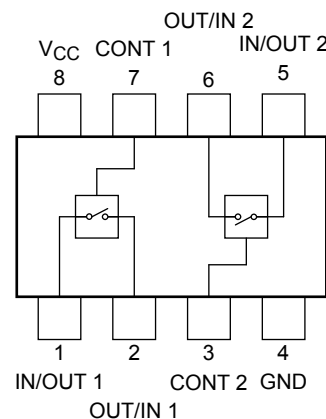 OUT/IN 2
VCC CONT 1 IN/OUT 2
8 7 6 5
1 2 3 4
IN/OUT 1 CONT 2 GND
OUT/IN 1